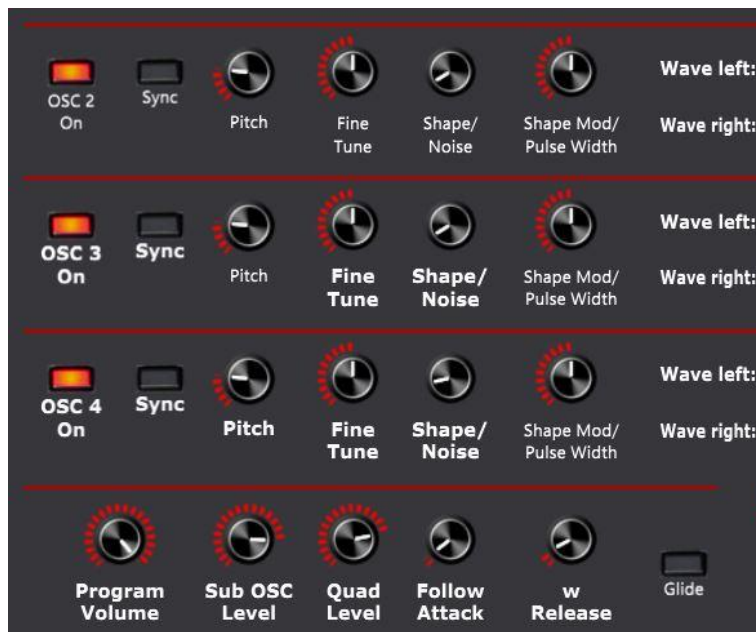 OSC 2
On
Sync
Pitch
Fine
Tune
Shape/
Noise
Shape Mod/
Pulse Width
Wave left:
Wave right:
OSC 3
On
Sync
Pitch
Fine
Tune
Shape/
Noise
Shape Mod/
Pulse Width
Wave left:
Wave right:
OSC 4
On
Sync
Pitch
Fine
Tune
Shape/
Noise
Shape Mod/
Pulse Width
Wave left:
Wave right:
Program
Volume
Sub OSC
Level
Quad
Level
Follow
Attack
w
Release
Glide